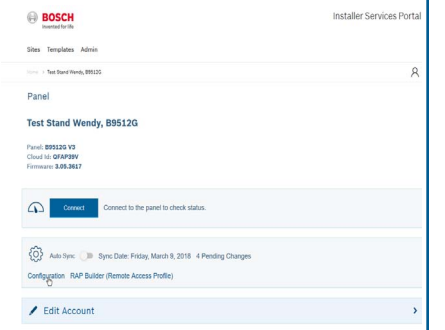 BOSCH
Invented for life
Installer Services Portal
Sites Templates Admin
Home > Test Stand Wendy, B9512G
Panel
Test Stand Wendy, B9512G
Panel: B9512G V3
Cloud Id: QFAP39V
Firmware: 3.09.3617
Connect Connect to the panel to check status.
Auto Sync Sync Date: Friday, March 9, 2018 4 Pending Changes
Configuration RAP Builder (Remote Access Profile)
Edit Account >